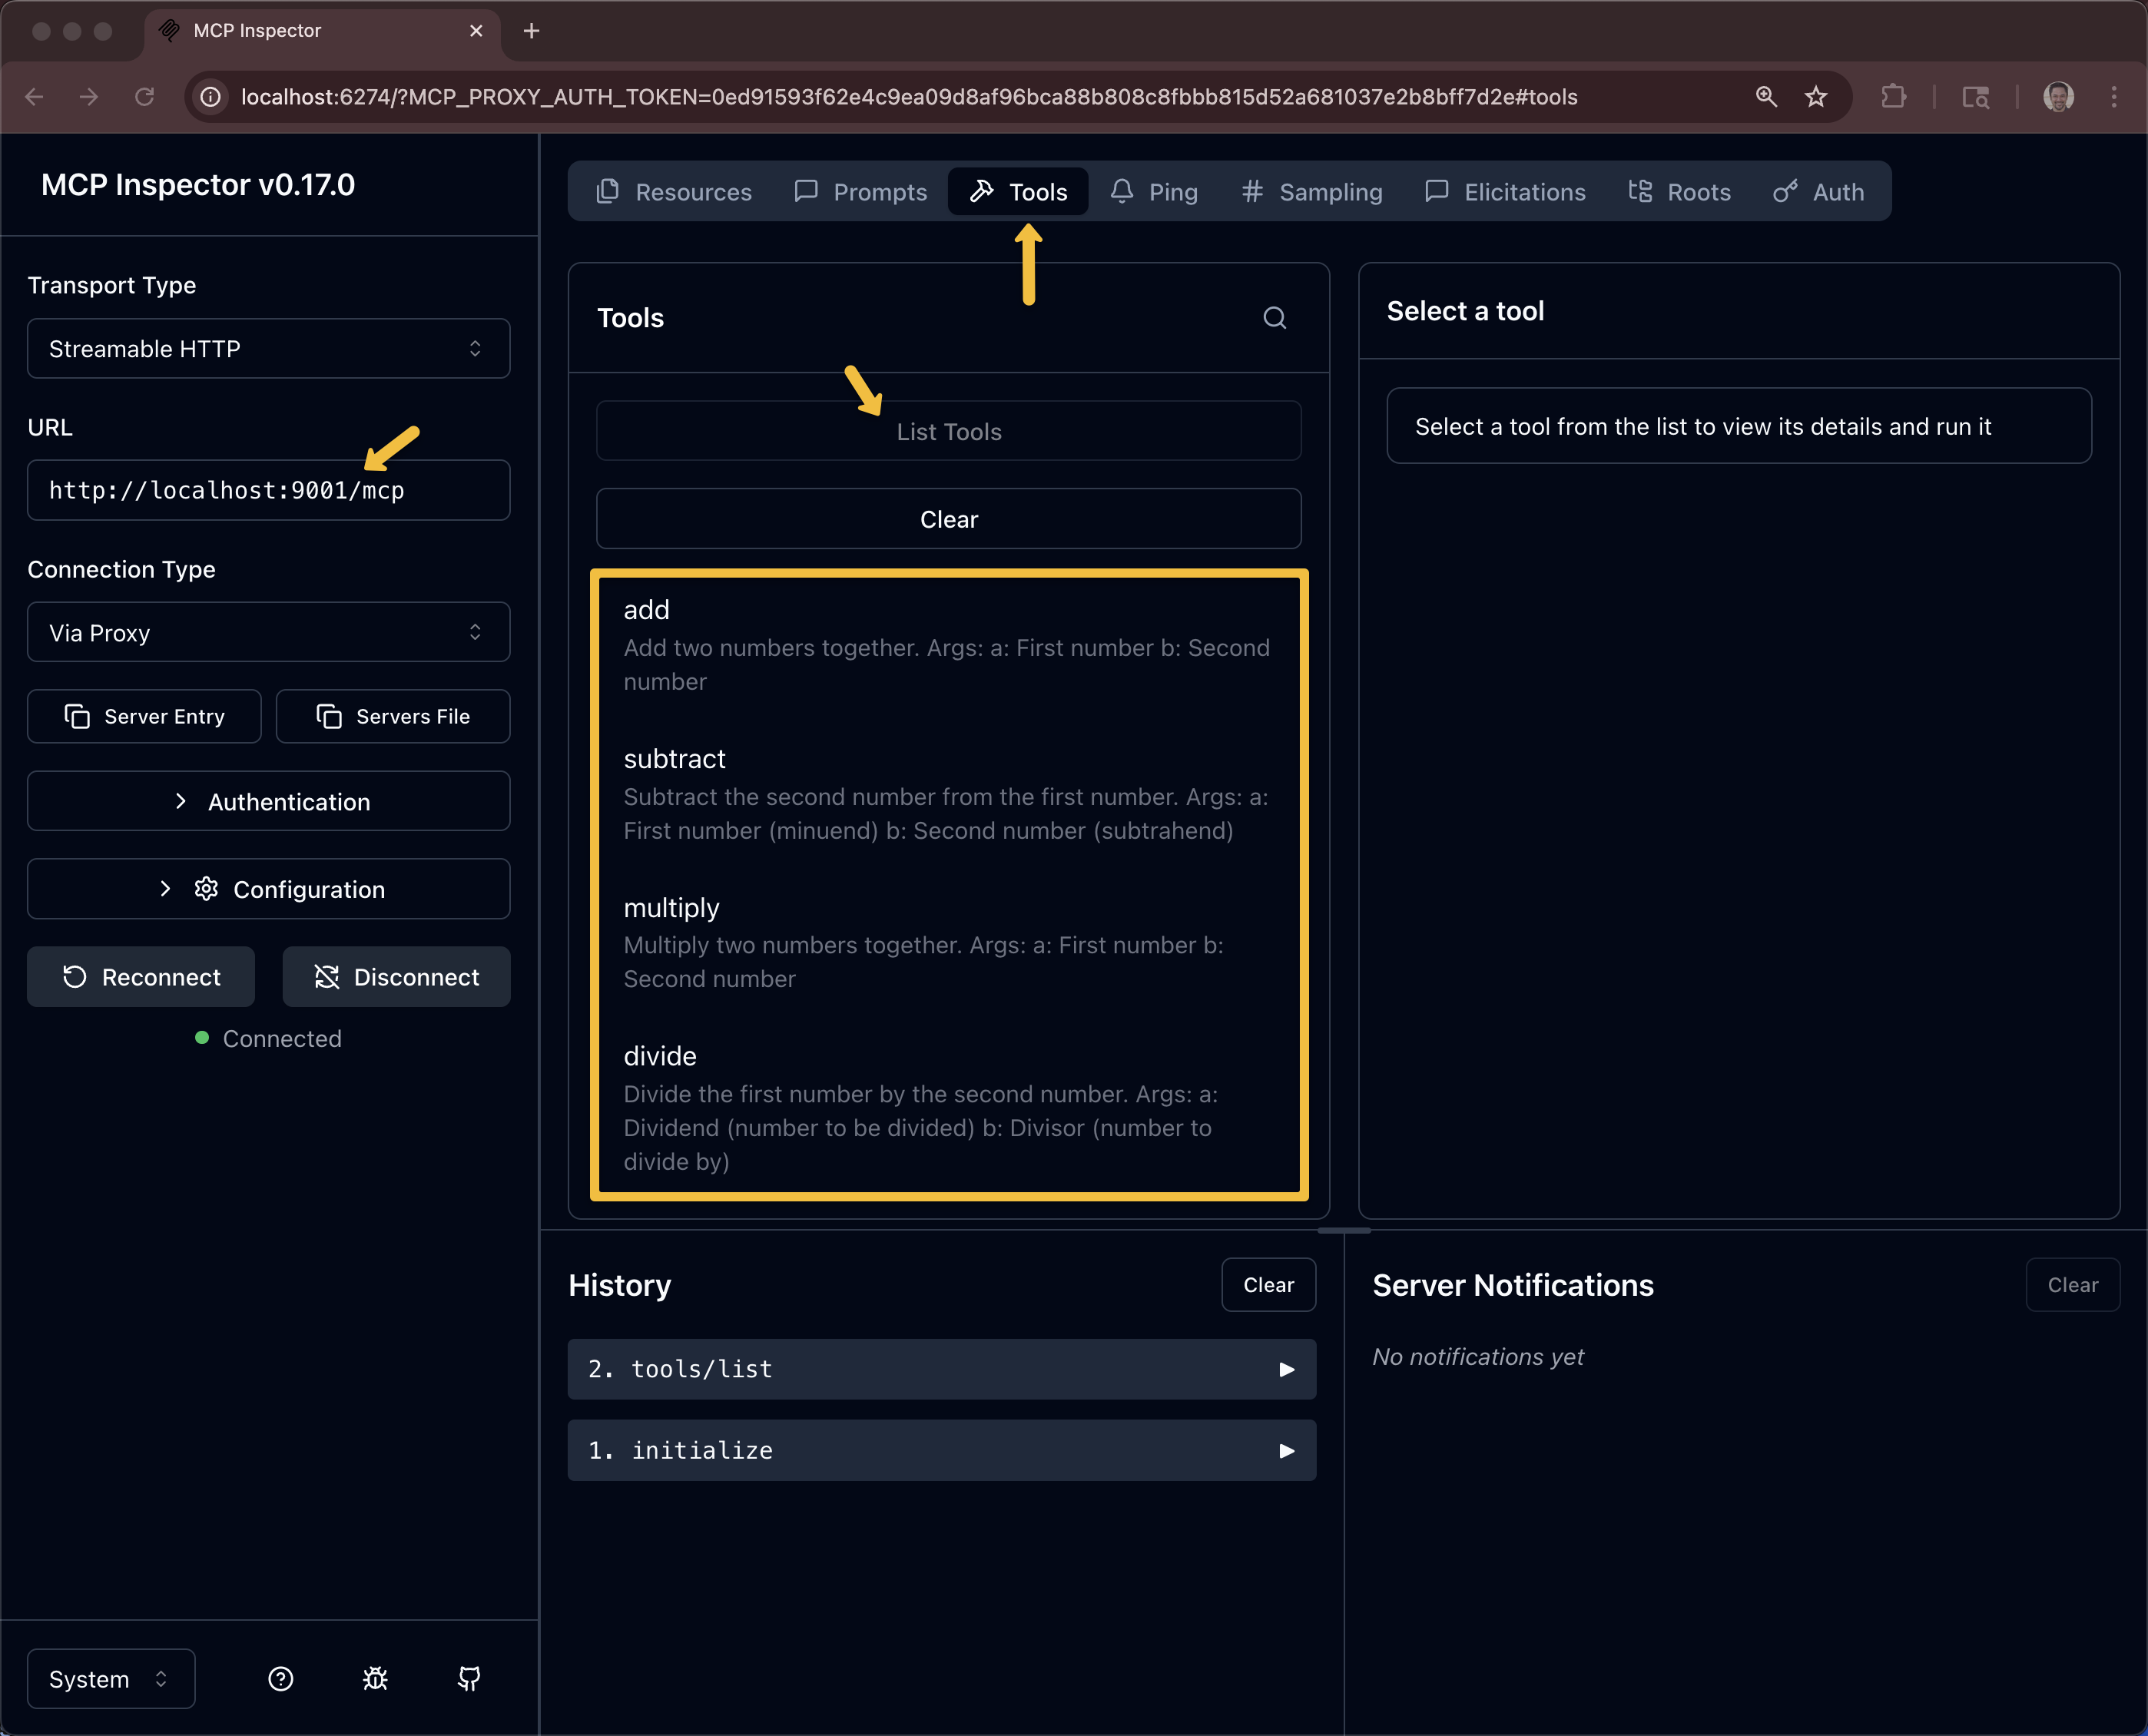 MCP Inspector
localhost:6274/?MCP_PROXY_AUTH_TOKEN=0ed91593f62e4c9ea09d8af96bca88b808c8fbbb815d52a681037e2b8bff7d2e#tools
MCP Inspector v0.17.0
Transport Type
Streamable HTTP
URL
http://localhost:9001/mcp
Connection Type
Via Proxy
Server Entry
Servers File
Authentication
Configuration
Reconnect
Disconnect
Connected
System
Resources
Prompts
Tools
Ping
Sampling
Elicitations
Roots
Auth
Tools
List Tools
Clear
add
Add two numbers together. Args: a: First number b: Second
number
subtract
Subtract the second number from the first number. Args: a:
First number (minuend) b: Second number (subtrahend)
multiply
Multiply two numbers together. Args: a: First number b:
Second number
divide
Divide the first number by the second number. Args: a:
Dividend (number to be divided) b: Divisor (number to
divide by)
Select a tool
Select a tool from the list to view its details and run it
History
Clear
2. tools/list
1. initialize
Server Notifications
Clear
No notifications yet